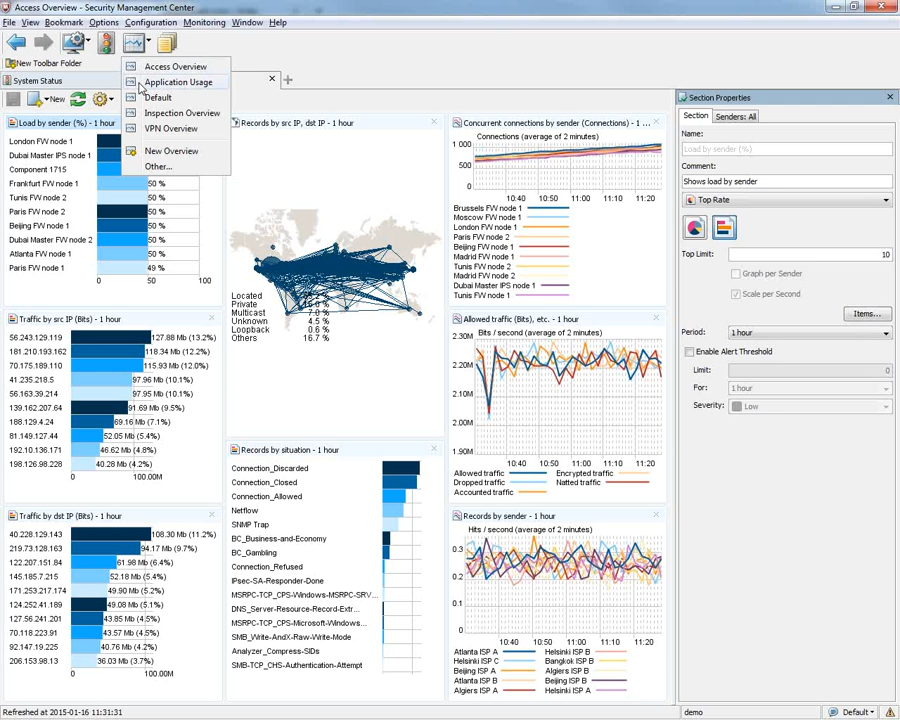 Access Overview - Security Management Center
File View Bookmark Options Configuration Monitoring Window Help
New Toolbar Folder
System Status
New
Access Overview
Application Usage
Default
Inspection Overview
VPN Overview
New Overview
Other...
Load by sender (%) - 1 hour
London FW node 1
Dubai Master IPS node 1
Component 1715
Frankfurt FW node 1 50 %
Tunis FW node 2 50 %
Paris FW node 2 50 %
Beijing FW node 1 50 %
Dubai Master FW node 2 50 %
Atlanta FW node 1 50 %
Paris FW node 1 49 %
0 50 100
Traffic by src IP (Bits) - 1 hour
56.243.129.119 127.88 Mb (13.2%)
181.210.193.162 118.34 Mb (12.2%)
70.175.189.110 115.93 Mb (12.0%)
41.235.218.5 97.96 Mb (10.1%)
56.163.39.214 97.95 Mb (10.1%)
139.162.207.64 91.69 Mb (9.5%)
188.129.4.24 69.16 Mb (7.1%)
81.149.127.44 52.05 Mb (5.4%)
192.10.136.171 46.62 Mb (4.8%)
198.126.98.228 40.28 Mb (4.2%)
0 100.00M
Traffic by dst IP (Bits) - 1 hour
40.228.129.143 108.30 Mb (11.2%)
219.73.128.163 94.17 Mb (9.7%)
122.207.151.84 61.98 Mb (6.4%)
145.185.7.215 52.18 Mb (5.4%)
171.253.217.174 49.90 Mb (5.2%)
124.252.41.189 49.08 Mb (5.1%)
127.56.241.201 43.85 Mb (4.5%)
70.118.223.91 43.57 Mb (4.5%)
92.147.19.225 40.76 Mb (4.2%)
206.153.98.13 36.03 Mb (3.7%)
0 100.00M
Records by src IP, dst IP - 1 hour
Located
Private
Multicast 7.0 %
Unknown 4.5 %
Loopback 0.6 %
Others 16.7 %
Records by situation - 1 hour
Connection_Discarded
Connection_Closed
Connection_Allowed
Netflow
SNMP Trap
BC_Business-and-Economy
BC_Gambling
Connection_Refused
IPsec-SA-Responder-Done
MSRPC-TCP_CPS-Windows-MSRPC-SRV...
DNS_Server-Resource-Record-Extr...
MSRPC-TCP_CPS-Microsoft-Windows...
SMB_Write-AndX-Raw-Write-Mode
Analyzer_Compress-SIDs
SMB-TCP_CHS-Authentication-Attempt
Concurrent connections by sender (Connections) - 1 ...
Connections (average of 2 minutes)
1 000
500
0
10:40 10:50 11:00 11:10 11:20
Brussels FW node 1
Moscow FW node 1
London FW node 1
Paris FW node 2
Beijing FW node 1
Madrid FW node 1
Tunis FW node 2
Madrid FW node 2
Dubai Master IPS node 1
Tunis FW node 1
Allowed traffic (Bits), etc. - 1 hour
Bits / second (average of 2 minutes)
2.30M
2.20M
2.10M
2.00M
1.90M
10:40 10:50 11:00 11:10 11:20
Allowed traffic Encrypted traffic
Dropped traffic Natted traffic
Accounted traffic
Records by sender - 1 hour
Hits / second (average of 2 minutes)
0.3
0.2
0.1
0
10:40 10:50 11:00 11:10 11:20
Atlanta ISP A Helsinki ISP B
Helsinki ISP C Bangkok ISP B
Beijing ISP A Algiers ISP B
Atlanta ISP B Beijing ISP B
Algiers ISP A Helsinki ISP A
Section Properties
Section Senders: All
Name:
Load by sender (%)
Comment:
Shows load by sender
Top Rate
Top Limit: 10
Graph per Sender
Scale per Second
Items...
Period: 1 hour
Enable Alert Threshold
Limit: 0
For: 1 hour
Severity: Low
Refreshed at 2015-01-16 11:31:31 demo Default